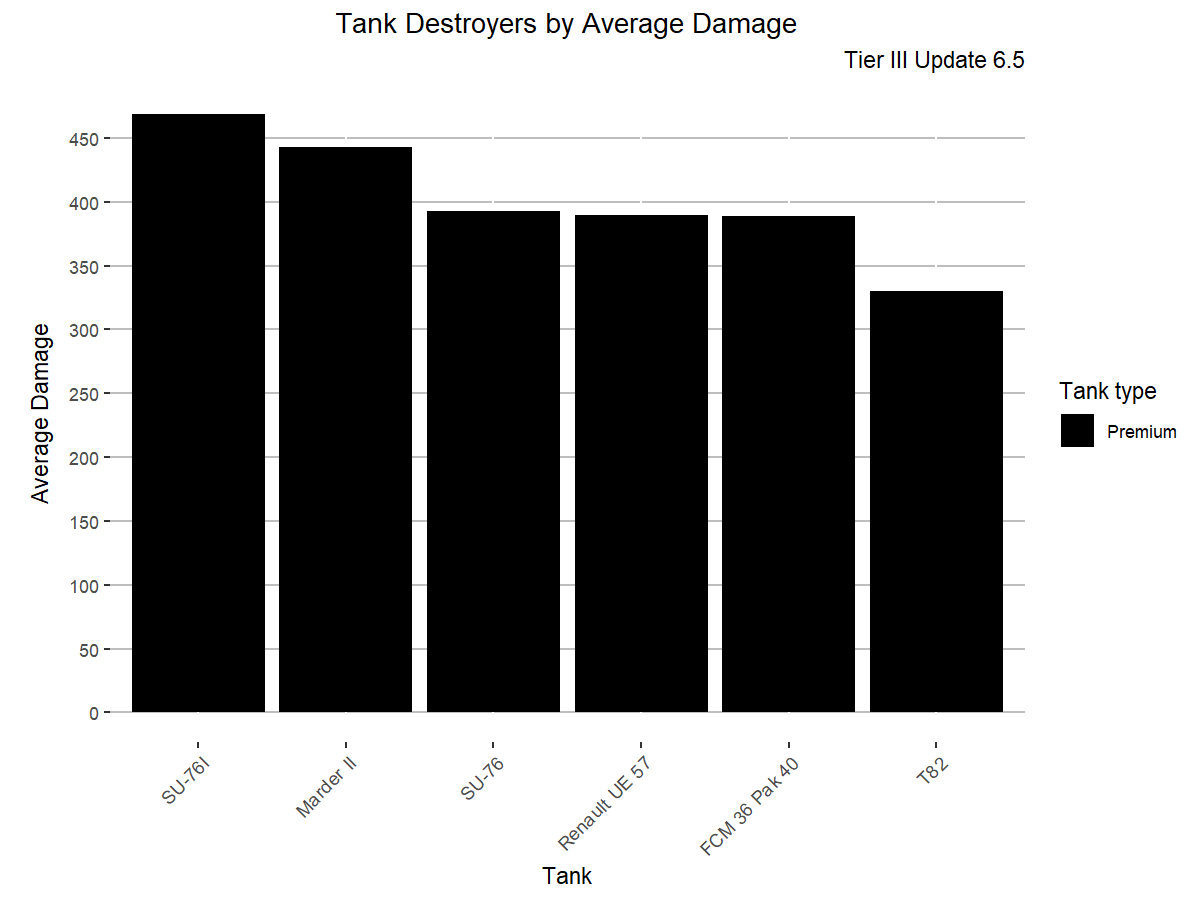 Tank Destroyers by Average Damage
Tier III Update 6.5
Average Damage
450
400
350
300
250
200
150
100
50
0
SU-76I
Marder II
SU-76
Renault UE 57
FCM 36 Pak 40
T82
Tank
Tank type
Premium